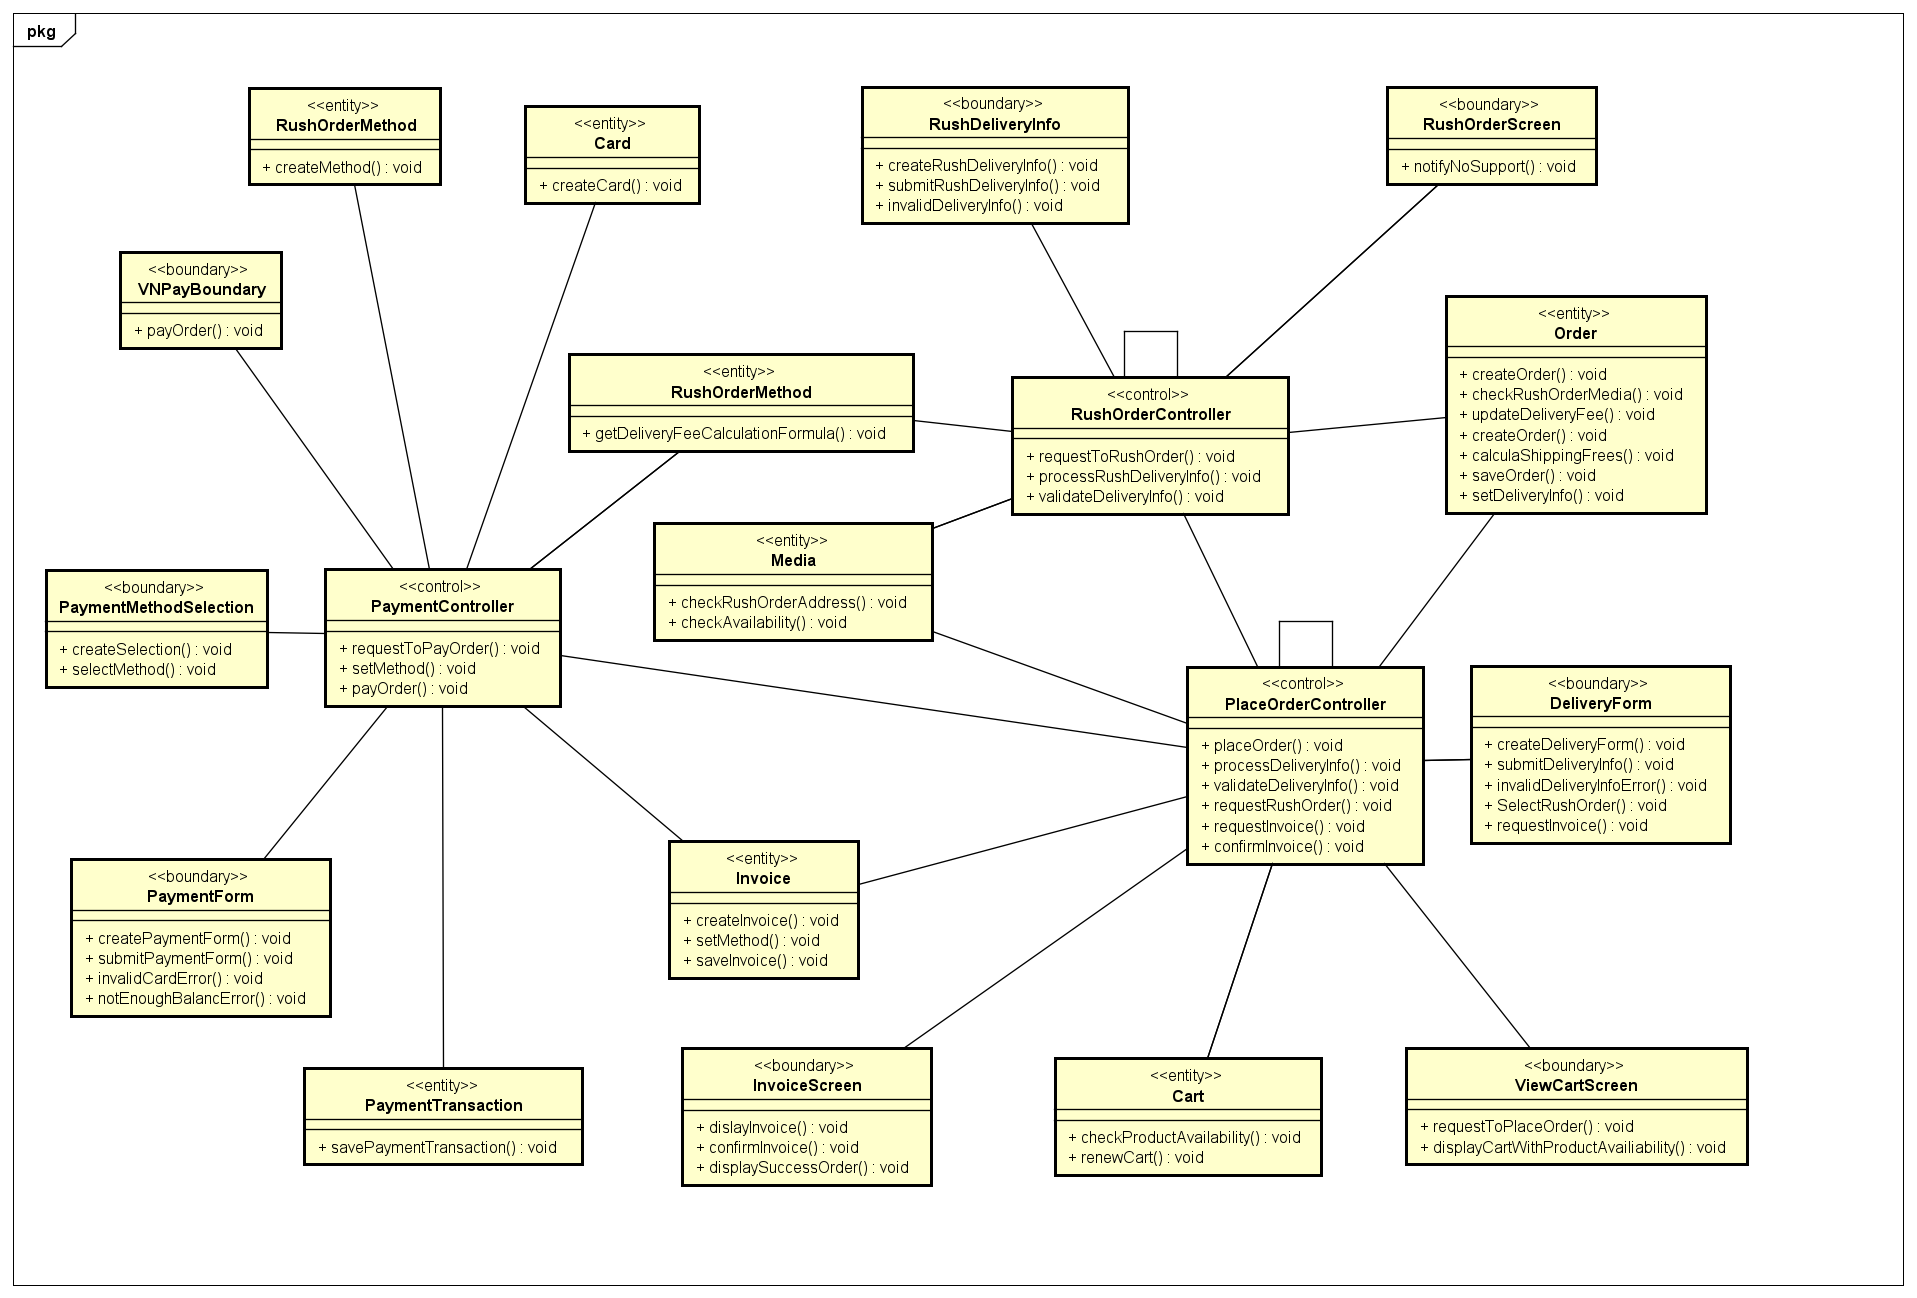 pkg
<<entity>>
RushOrderMethod
+ createMethod() : void
<<entity>>
Card
+ createCard() : void
<<boundary>>
RushDeliveryInfo
+ createRushDeliveryInfo() : void
+ submitRushDeliveryInfo() : void
+ invalidDeliveryInfo() : void
<<boundary>>
RushOrderScreen
+ notifyNoSupport() : void
<<boundary>>
VNPayBoundary
+ payOrder() : void
<<entity>>
RushOrderMethod
+ getDeliveryFeeCalculationFormula() : void
<<control>>
RushOrderController
+ requestToRushOrder() : void
+ processRushDeliveryInfo() : void
+ validateDeliveryInfo() : void
<<entity>>
Order
+ createOrder() : void
+ checkRushOrderMedia() : void
+ updateDeliveryFee() : void
+ createOrder() : void
+ calculaShippingFrees() : void
+ saveOrder() : void
+ setDeliveryInfo() : void
<<entity>>
Media
+ checkRushOrderAddress() : void
+ checkAvailability() : void
<<boundary>>
PaymentMethodSelection
+ createSelection() : void
+ selectMethod() : void
<<control>>
PaymentController
+ requestToPayOrder() : void
+ setMethod() : void
+ payOrder() : void
<<control>>
PlaceOrderController
+ placeOrder() : void
+ processDeliveryInfo() : void
+ validateDeliveryInfo() : void
+ requestRushOrder() : void
+ requestInvoice() : void
+ confirmInvoice() : void
<<boundary>>
DeliveryForm
+ createDeliveryForm() : void
+ submitDeliveryInfo() : void
+ invalidDeliveryInfoError() : void
+ SelectRushOrder() : void
+ requestInvoice() : void
<<boundary>>
PaymentForm
+ createPaymentForm() : void
+ submitPaymentForm() : void
+ invalidCardError() : void
+ notEnoughBalancError() : void
<<entity>>
Invoice
+ createInvoice() : void
+ setMethod() : void
+ saveInvoice() : void
<<entity>>
PaymentTransaction
+ savePaymentTransaction() : void
<<boundary>>
InvoiceScreen
+ dislayInvoice() : void
+ confirmInvoice() : void
+ displaySuccessOrder() : void
<<entity>>
Cart
+ checkProductAvailability() : void
+ renewCart() : void
<<boundary>>
ViewCartScreen
+ requestToPlaceOrder() : void
+ displayCartWithProductAvailiability() : void